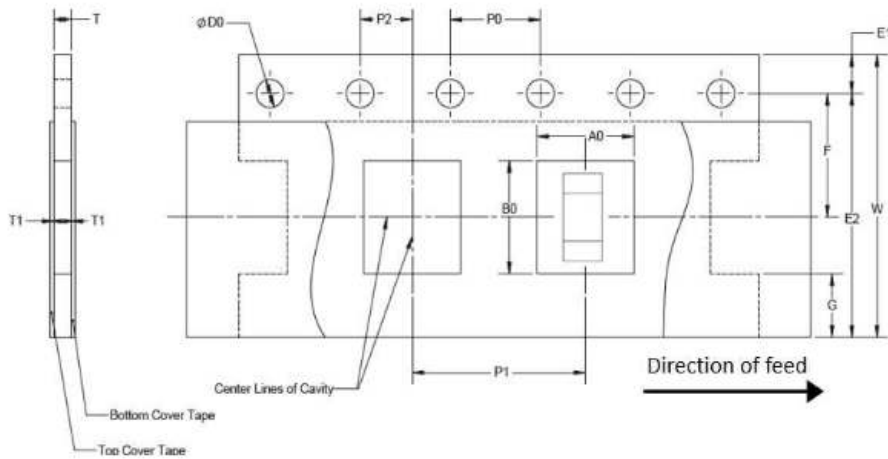 T
ϕD0
P2
P0
E1
A0
F
B0
T1
T1
E2
W
G
P1
Direction of feed
Center Lines of Cavity
Bottom Cover Tape
Top Cover Tape